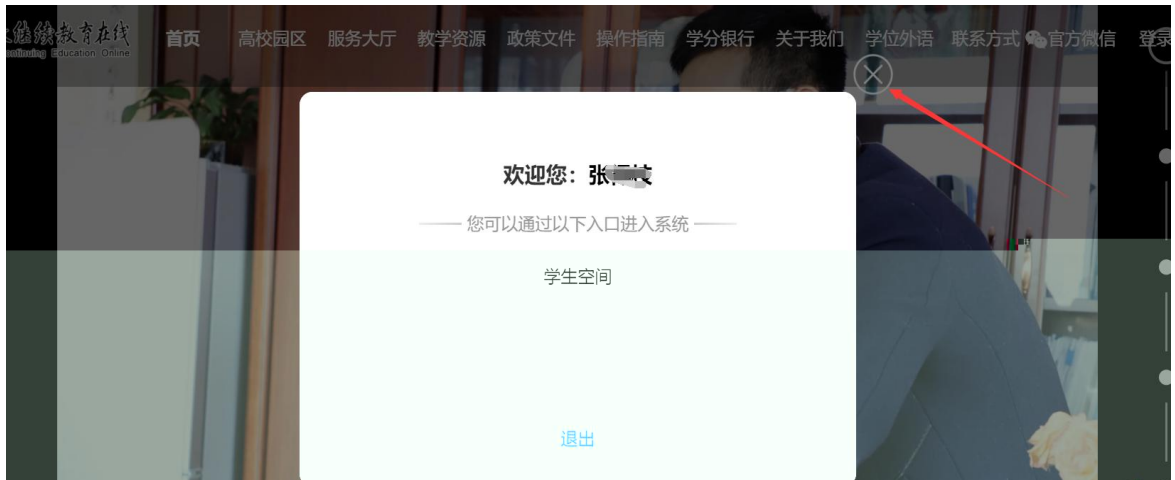 继续教育在线
Continuing Education Online
首页 高校园区 服务大厅 教学资源 政策文件 操作指南 学分银行 关于我们 学位外语 联系方式 官方微信 登录
欢迎您：张
您可以通过以下入口进入系统
学生空间
退出